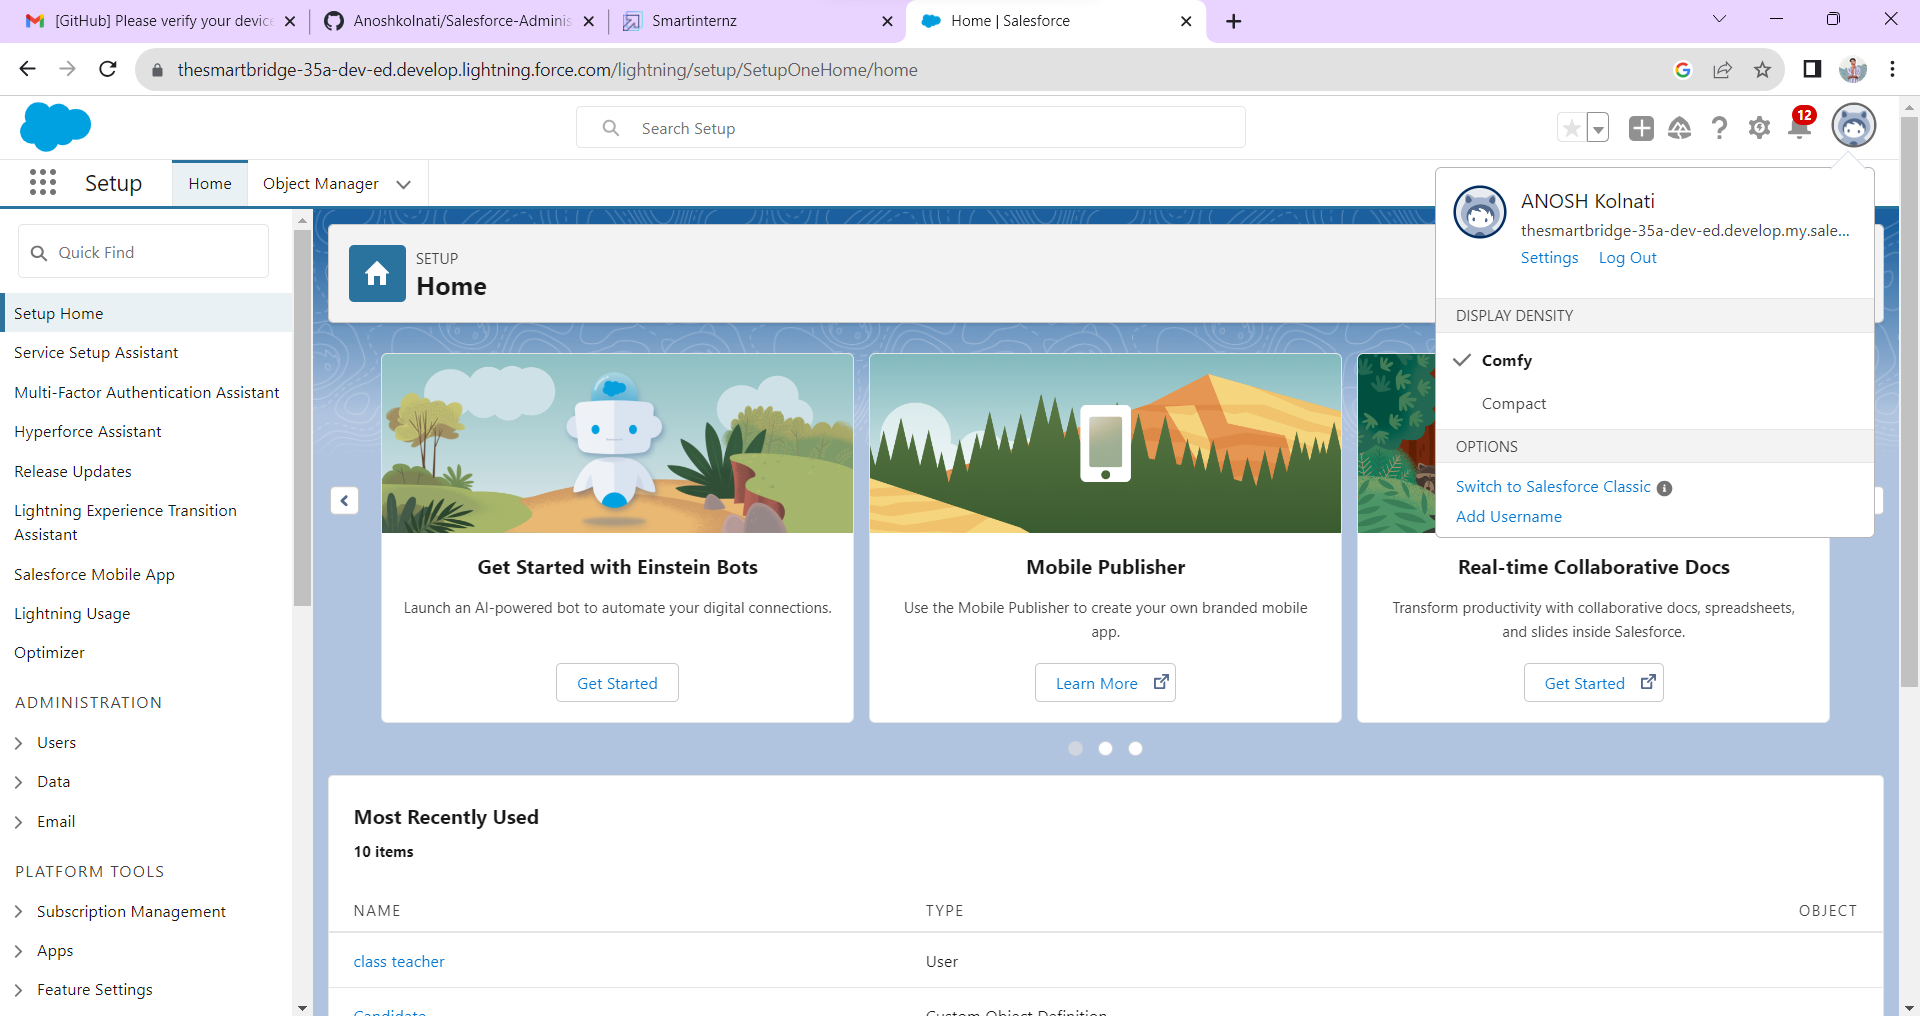 [GitHub] Please verify your device
Anoshkolnati/Salesforce-Adminis
Smartinternz
Home | Salesforce
thesmartbridge-35a-dev-ed.develop.lightning.force.com/lightning/setup/SetupOneHome/home
Search Setup
12
Setup
Home
Object Manager
ANOSH Kolnati
thesmartbridge-35a-dev-ed.develop.my.sale...
Settings
Log Out
DISPLAY DENSITY
Comfy
Compact
OPTIONS
Switch to Salesforce Classic
Add Username
Quick Find
Setup Home
Service Setup Assistant
Multi-Factor Authentication Assistant
Hyperforce Assistant
Release Updates
Lightning Experience Transition
Assistant
Salesforce Mobile App
Lightning Usage
Optimizer
ADMINISTRATION
Users
Data
Email
PLATFORM TOOLS
Subscription Management
Apps
Feature Settings
SETUP
Home
Get Started with Einstein Bots
Launch an AI-powered bot to automate your digital connections.
Get Started
Mobile Publisher
Use the Mobile Publisher to create your own branded mobile
app.
Learn More
Real-time Collaborative Docs
Transform productivity with collaborative docs, spreadsheets,
and slides inside Salesforce.
Get Started
Most Recently Used
10 items
NAME
TYPE
OBJECT
class teacher
User
Candidate
Custom Object Definition